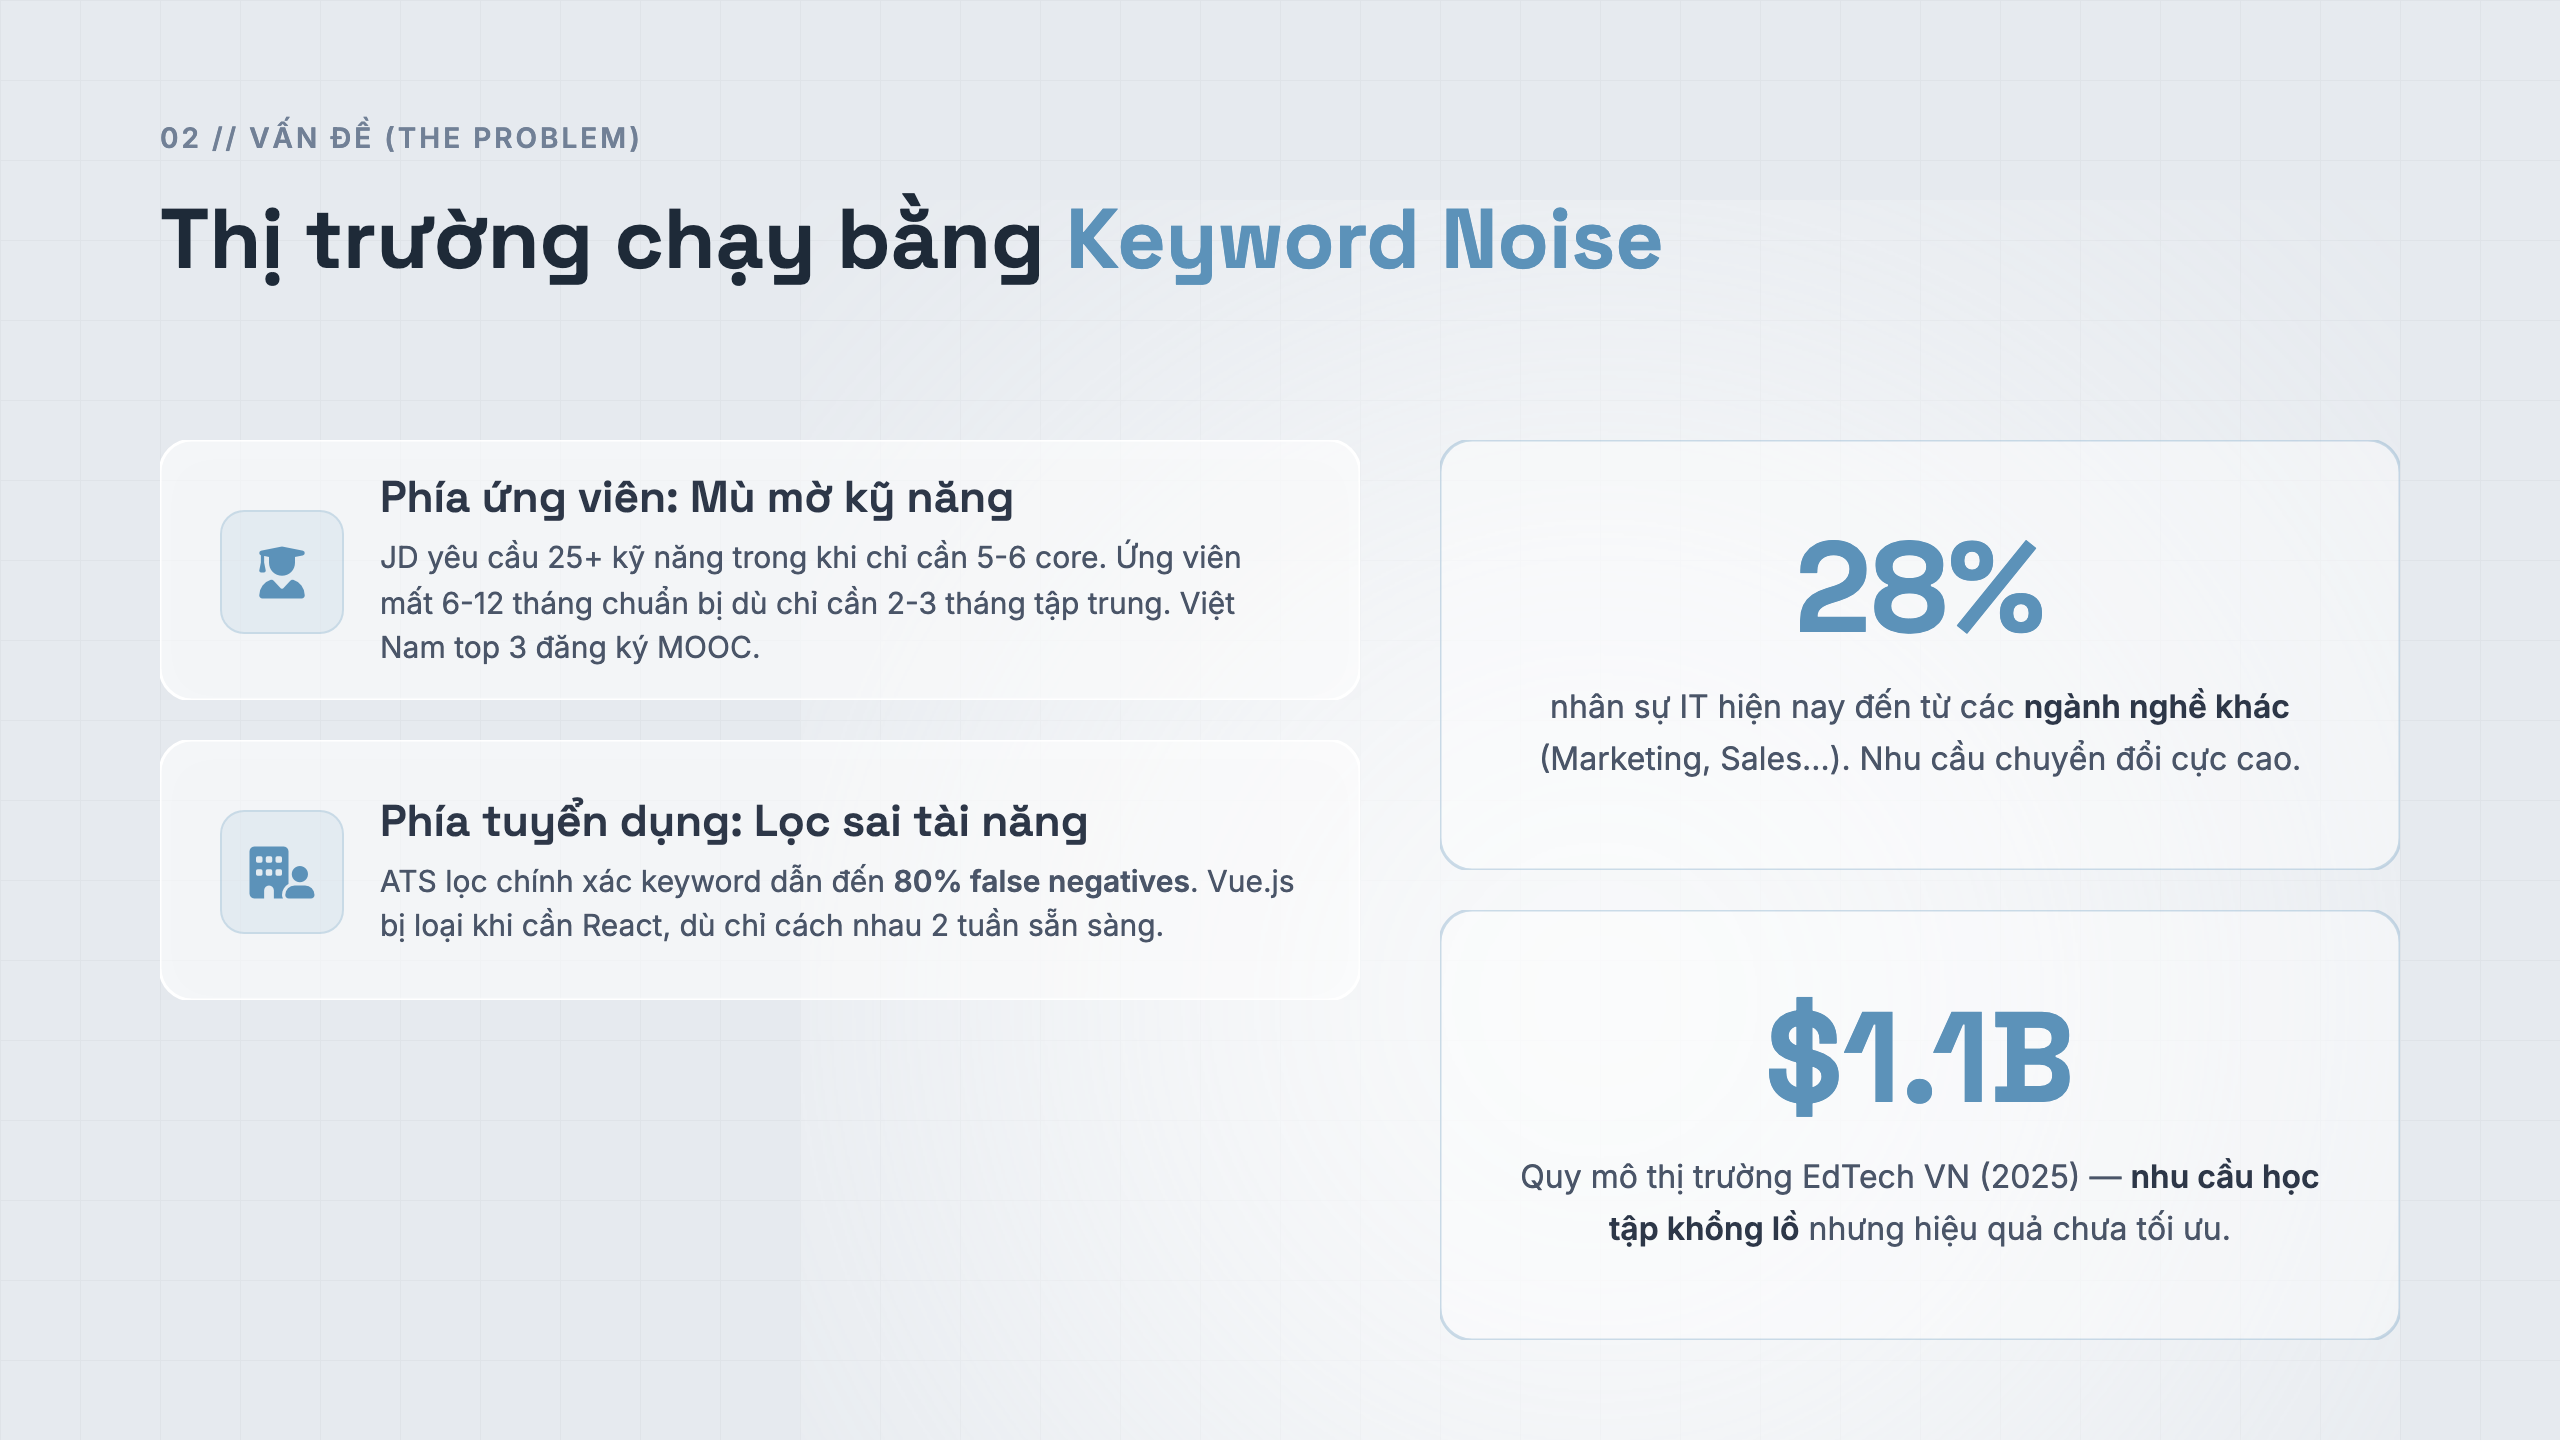 02 // VẤN ĐỀ (THE PROBLEM)
Thị trường chạy bằng Keyword Noise
Phía ứng viên: Mù mờ kỹ năng
JD yêu cầu 25+ kỹ năng trong khi chỉ cần 5-6 core. Ứng viên
mất 6-12 tháng chuẩn bị dù chỉ cần 2-3 tháng tập trung. Việt
Nam top 3 đăng ký MOOC.
Phía tuyển dụng: Lọc sai tài năng
ATS lọc chính xác keyword dẫn đến 80% false negatives. Vue.js
bị loại khi cần React, dù chỉ cách nhau 2 tuần sẵn sàng.
28%
nhân sự IT hiện nay đến từ các ngành nghề khác
(Marketing, Sales...). Nhu cầu chuyển đổi cực cao.
$1.1B
Quy mô thị trường EdTech VN (2025) — nhu cầu học
tập khổng lồ nhưng hiệu quả chưa tối ưu.